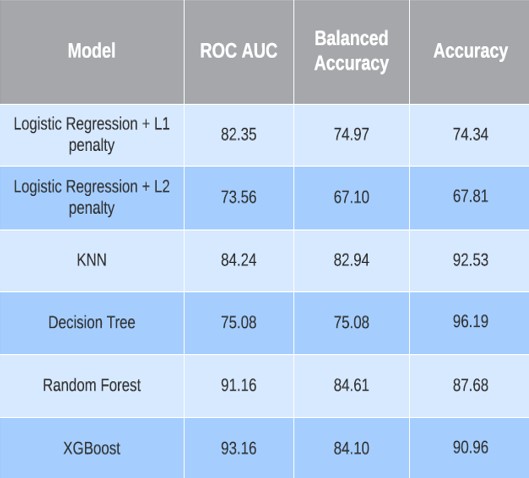 Model ROC AUC Balanced Accuracy Accuracy
Logistic Regression + L1 penalty 82.35 74.97 74.34
Logistic Regression + L2 penalty 73.56 67.10 67.81
KNN 84.24 82.94 92.53
Decision Tree 75.08 75.08 96.19
Random Forest 91.16 84.61 87.68
XGBoost 93.16 84.10 90.96